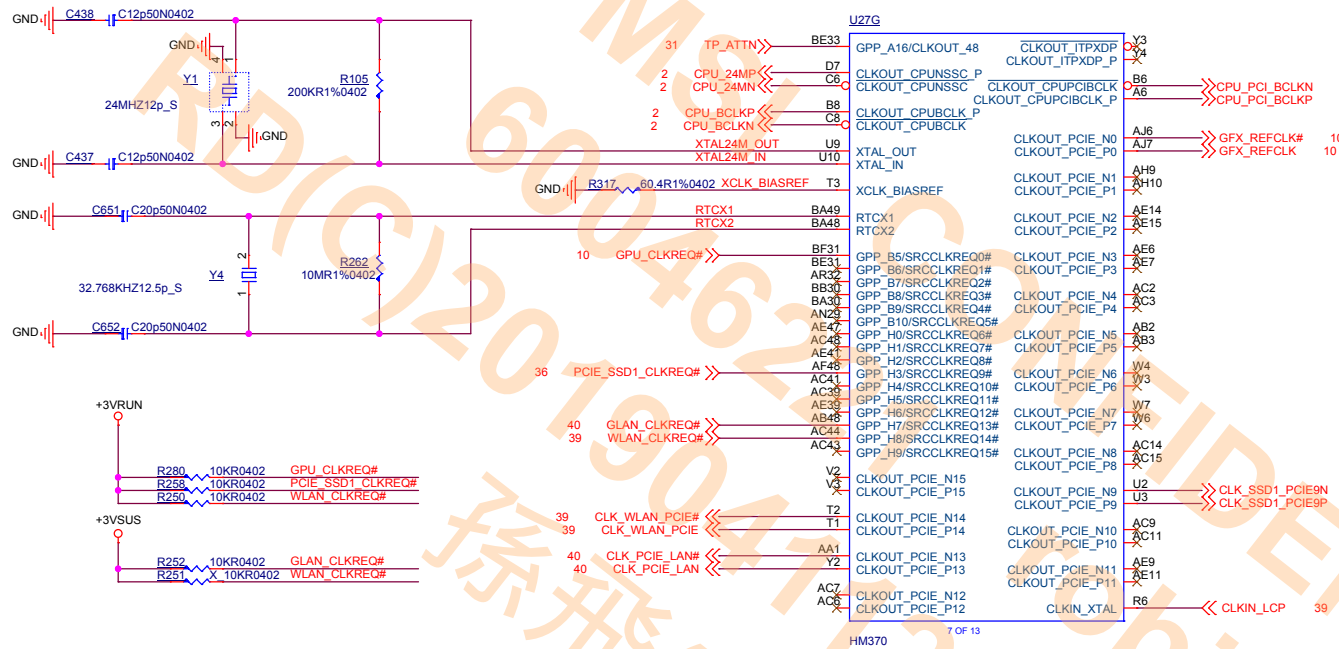 GND C438 C12p50N0402
GND
4 1
Y1
24MHZ12p_S
3 2
GND
R105
200KR1%0402
GND C437 C12p50N0402
XTAL24M_OUT
XTAL24M_IN
GND R317 60.4R1%0402 XCLK_BIASREF
GND C651 C20p50N0402
RTCX1
RTCX2
2
Y4
1
32.768KHZ12.5p_S
R262
10MR1%0402
GND C652 C20p50N0402
+3VRUN
R280 10KR0402 GPU_CLKREQ#
R258 10KR0402 PCIE_SSD1_CLKREQ#
R250 10KR0402 WLAN_CLKREQ#
+3VSUS
R252 10KR0402 GLAN_CLKREQ#
R251 X_10KR0402 WLAN_CLKREQ#
U27G
31 TP_ATTN BE33 GPP_A16/CLKOUT_48
2 CPU_24MP D7 CLKOUT_CPUNSSC_P
2 CPU_24MN C6 CLKOUT_CPUNSSC
2 CPU_BCLKP B8 CLKOUT_CPUBCLK_P
2 CPU_BCLKN C8 CLKOUT_CPUBCLK
U9 XTAL_OUT
U10 XTAL_IN
T3 XCLK_BIASREF
BA49 RTCX1
BA48 RTCX2
10 GPU_CLKREQ# BF31 GPP_B5/SRCCLKREQ0#
BE31 GPP_B6/SRCCLKREQ1#
AR32 GPP_B7/SRCCLKREQ2#
BB30 GPP_B8/SRCCLKREQ3#
BA30 GPP_B9/SRCCLKREQ4#
AN29 GPP_B10/SRCCLKREQ5#
AE47 GPP_H0/SRCCLKREQ6#
AC48 GPP_H1/SRCCLKREQ7#
AE41 GPP_H2/SRCCLKREQ8#
36 PCIE_SSD1_CLKREQ# AF48 GPP_H3/SRCCLKREQ9#
AC41 GPP_H4/SRCCLKREQ10#
AC39 GPP_H5/SRCCLKREQ11#
AE39 GPP_H6/SRCCLKREQ12#
40 GLAN_CLKREQ# AB48 GPP_H7/SRCCLKREQ13#
39 WLAN_CLKREQ# AC44 GPP_H8/SRCCLKREQ14#
AC43 GPP_H9/SRCCLKREQ15#
V2 CLKOUT_PCIE_N15
V3 CLKOUT_PCIE_P15
39 CLK_WLAN_PCIE# T2 CLKOUT_PCIE_N14
39 CLK_WLAN_PCIE T1 CLKOUT_PCIE_P14
40 CLK_PCIE_LAN# AA1 CLKOUT_PCIE_N13
40 CLK_PCIE_LAN Y2 CLKOUT_PCIE_P13
AC7 CLKOUT_PCIE_N12
AC6 CLKOUT_PCIE_P12
CLKOUT_ITPXDP Y3
CLKOUT_ITPXDP_P Y4
CLKOUT_CPUPCIBCLK B6 CPU_PCI_BCLKN
CLKOUT_CPUPCIBCLK_P A6 CPU_PCI_BCLKP
CLKOUT_PCIE_N0 AJ6 GFX_REFCLK# 10
CLKOUT_PCIE_P0 AJ7 GFX_REFCLK 10
CLKOUT_PCIE_N1 AH9
CLKOUT_PCIE_P1 AH10
CLKOUT_PCIE_N2 AE14
CLKOUT_PCIE_P2 AE15
CLKOUT_PCIE_N3 AE6
CLKOUT_PCIE_P3 AE7
CLKOUT_PCIE_N4 AC2
CLKOUT_PCIE_P4 AC3
CLKOUT_PCIE_N5 AB2
CLKOUT_PCIE_P5 AB3
CLKOUT_PCIE_N6 W4
CLKOUT_PCIE_P6 W3
CLKOUT_PCIE_N7 W7
CLKOUT_PCIE_P7 W6
CLKOUT_PCIE_N8 AC14
CLKOUT_PCIE_P8 AC15
CLKOUT_PCIE_N9 U2 CLK_SSD1_PCIE9N
CLKOUT_PCIE_P9 U3 CLK_SSD1_PCIE9P
CLKOUT_PCIE_N10 AC9
CLKOUT_PCIE_P10 AC11
CLKOUT_PCIE_N11 AE9
CLKOUT_PCIE_P11 AE11
CLKIN_XTAL R6 CLKIN_LCP 39
7 OF 13
HM370
MSI